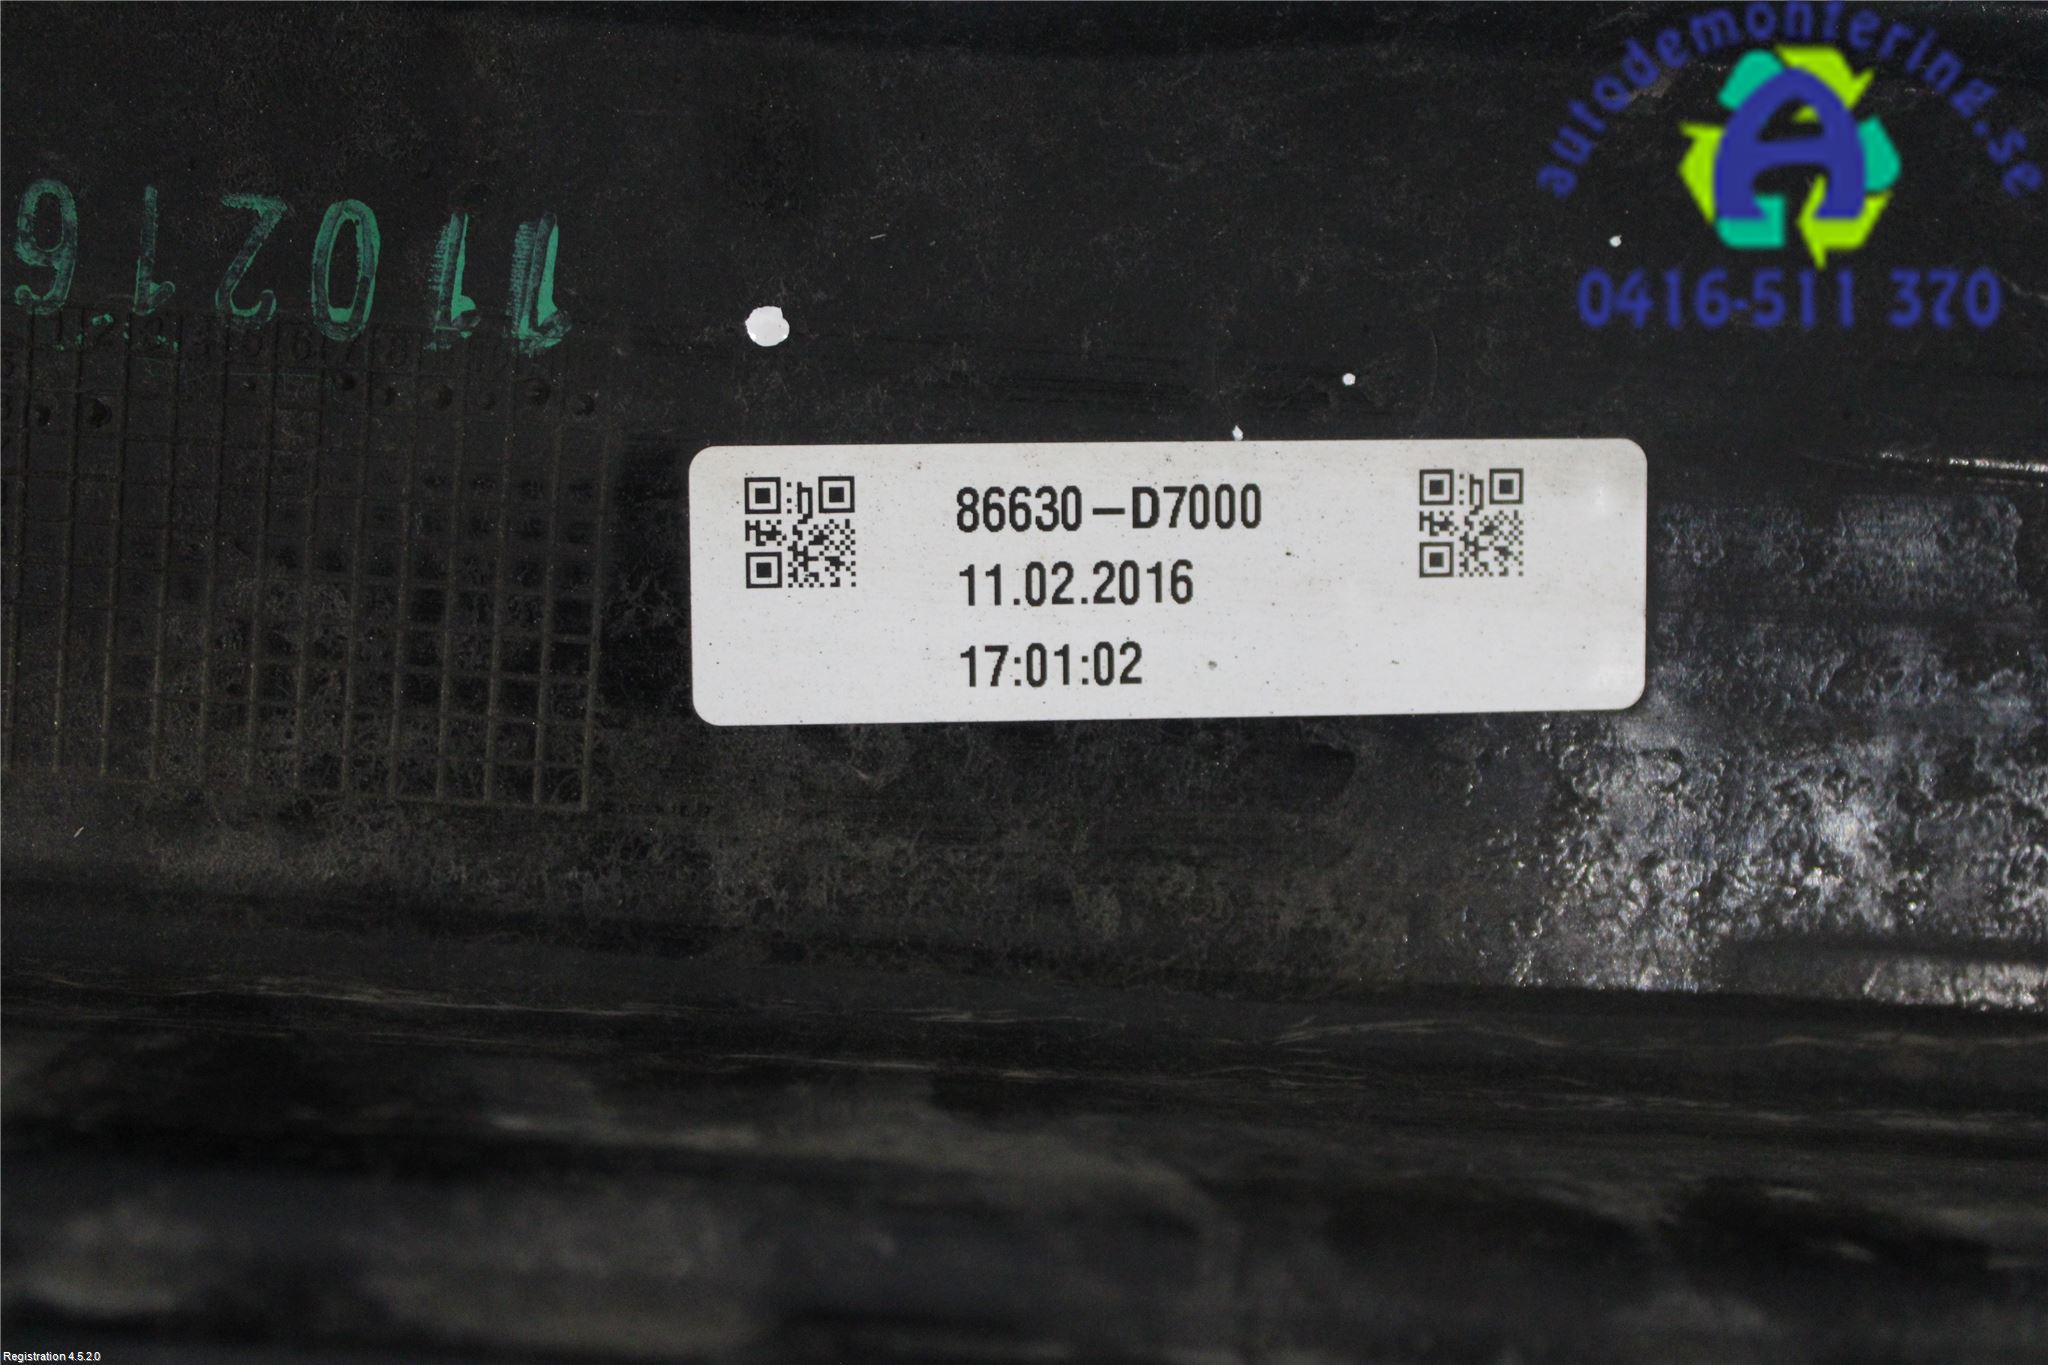 autodemontering.se
A
0416-511 370
110216
86630-D7000
11.02.2016
17:01:02
Registration 4.5.2.0